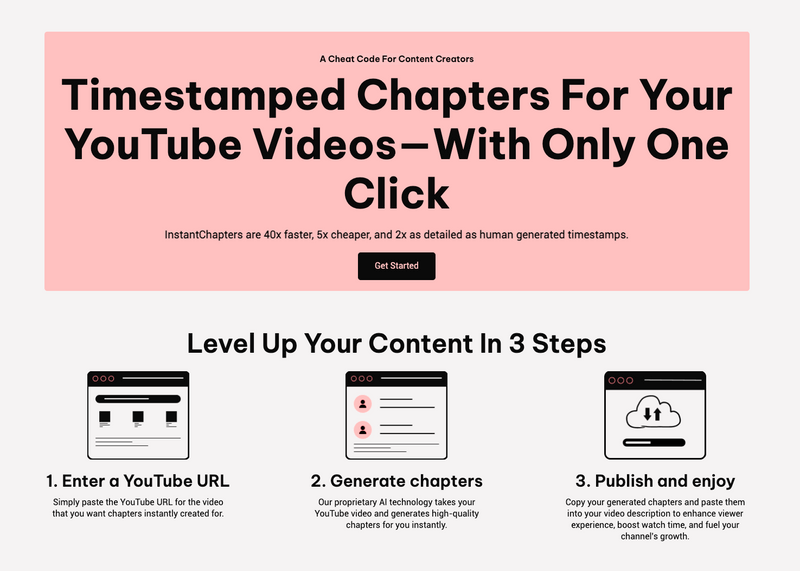 A Cheat Code For Content Creators
Timestamped Chapters For Your
YouTube Videos—With Only One
Click
InstantChapters are 40x faster, 5x cheaper, and 2x as detailed as human generated timestamps.
Get Started
Level Up Your Content In 3 Steps
1. Enter a YouTube URL
Simply paste the YouTube URL for the video
that you want chapters instantly created for.
2. Generate chapters
Our proprietary AI technology takes your
YouTube video and generates high-quality
chapters for you instantly.
3. Publish and enjoy
Copy your generated chapters and paste them
into your video description to enhance viewer
experience, boost watch time, and fuel your
channel's growth.